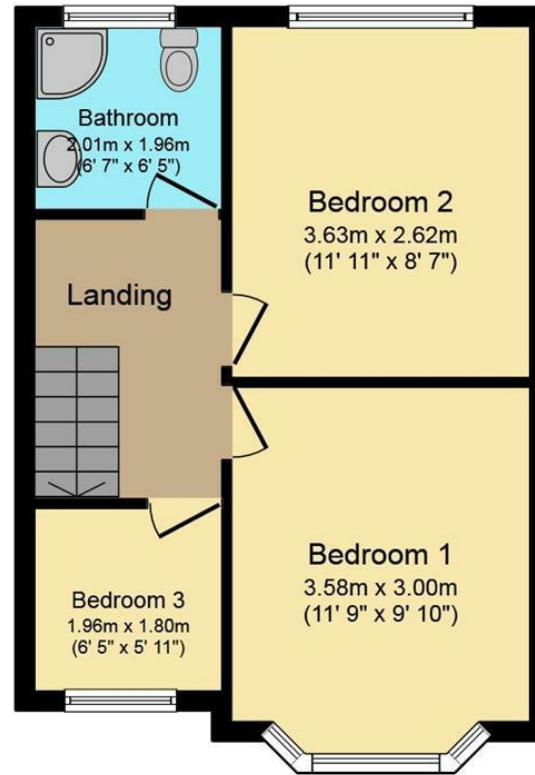 Bathroom
2.01m x 1.96m
(6' 7" x 6' 5")
Bedroom 2
3.63m x 2.62m
(11' 11" x 8' 7")
Landing
Bedroom 1
3.58m x 3.00m
(11' 9" x 9' 10")
Bedroom 3
1.96m x 1.80m
(6' 5" x 5' 11")